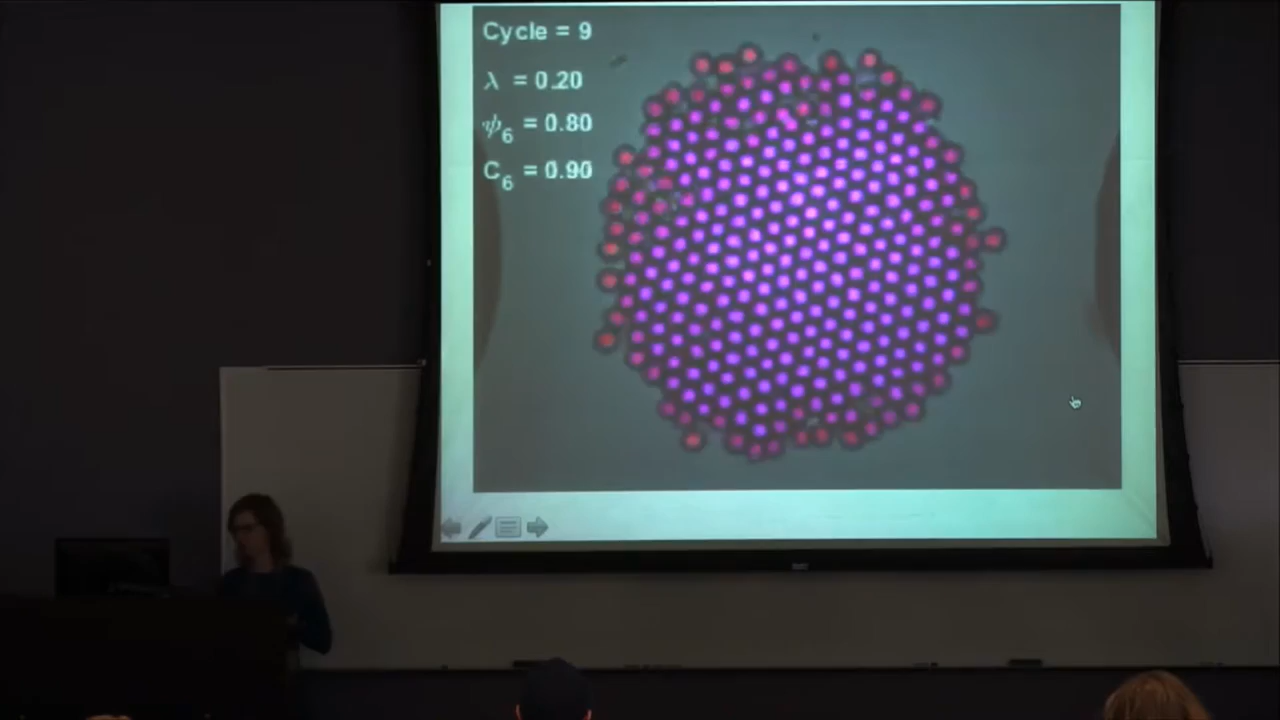 Cycle = 9
λ = 0.20
ψ6 = 0.80
C6 = 0.90